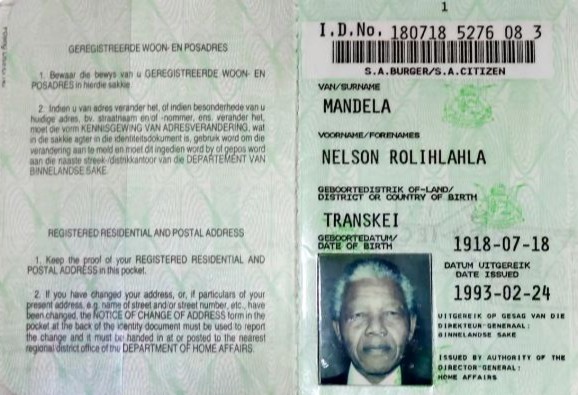 GEREGISTREERDE WOON- EN POSADRES
1. Bewaar die bewys van u GEREGISTREERDE WOON- EN
POSADRES in hierdie sakkie.
2. Indien u van adres verander het, of indien besonderhede van u
huidige adres, bv. straatnaam en/of -nommer, ens. verander het,
moet die vorm KENNISGEWING VAN ADRESVERANDERING, wat
in die sakkie agter in die identiteitsdokument is, gebruik word om die
verandering aan te meld en moet dit ingedien word by of gepos word
aan die naaste streek-/distrikkantoor van die DEPARTEMENT VAN
BINNELANDSE SAKE.
REGISTERED RESIDENTIAL AND POSTAL ADDRESS
1. Keep the proof of your REGISTERED RESIDENTIAL AND
POSTAL ADDRESS in this pocket.
2. If you have changed your address, or, if particulars of your
present address, e.g. name of street and/or street number, etc., have
been changed, the NOTICE OF CHANGE OF ADDRESS form in the
pocket at the back of the identity document must be used to report
the change and it must be handed in at or posted to the nearest
regional district office of the DEPARTMENT OF HOME AFFAIRS.
1
I.D.No. 180718 5276 08 3
S.A.BURGER/S.A.CITIZEN
VAN/SURNAME
MANDELA
VOORNAME/FORENAMES
NELSON ROLIHLAHLA
GEBOORTEDISTRIK OF-LAND/
DISTRICT OR COUNTRY OF BIRTH
TRANSKEI
GEBOORTEDATUM/
DATE OF BIRTH
1918-07-18
DATUM UITGEREIK
DATE ISSUED
1993-02-24
UITGEREIK OP GESAG VAN DIE
DIREKTEUR-GENERAAL:
BINNELANDSE SAKE
ISSUED BY AUTHORITY OF THE
DIRECTOR-GENERAL:
HOME AFFAIRS